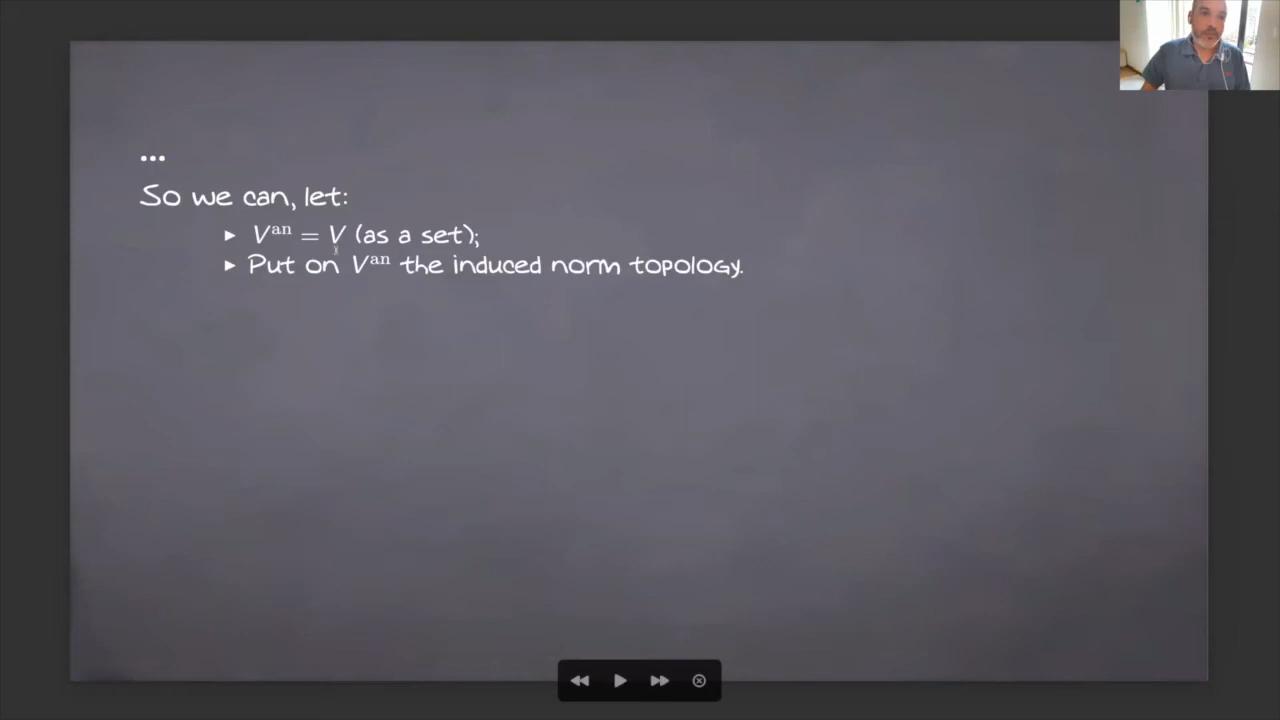 ...
So we can, let:
▸ V^an = V (as a set);
▸ Put on V^an the induced norm topology.